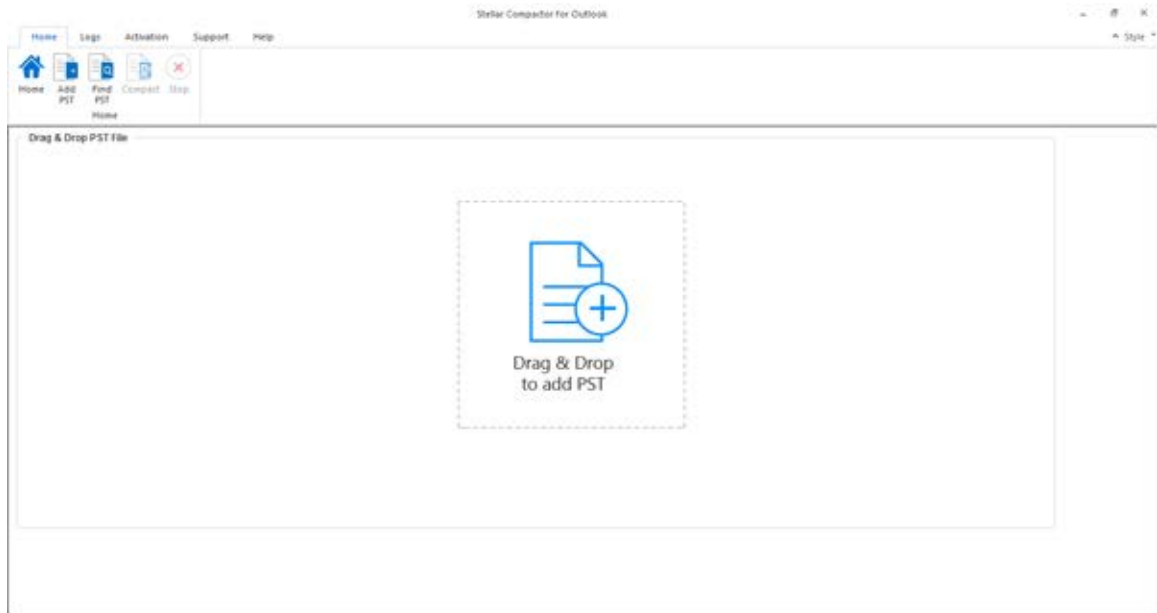 Stellar Compactor for Outlook
Home Logs Activation Support Help
Style
Home Add PST Find PST Compact Stop
Home
Drag & Drop PST File
Drag & Drop
to add PST